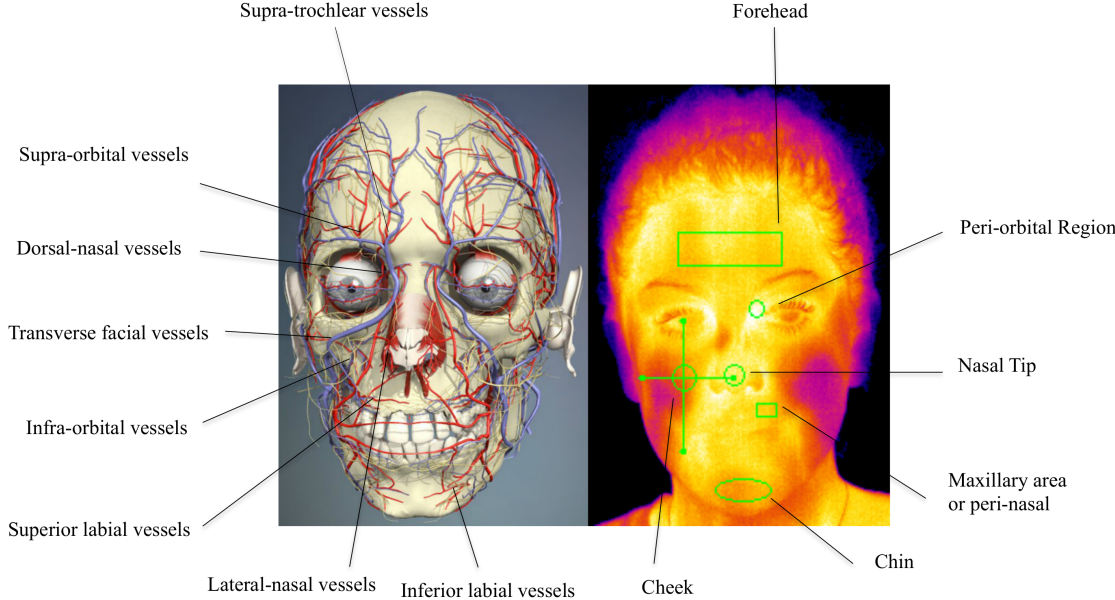 Supra-trochlear vessels
Forehead
Supra-orbital vessels
Dorsal-nasal vessels
Transverse facial vessels
Infra-orbital vessels
Superior labial vessels
Lateral-nasal vessels
Inferior labial vessels
Peri-orbital Region
Nasal Tip
Maxillary area
or peri-nasal
Chin
Cheek